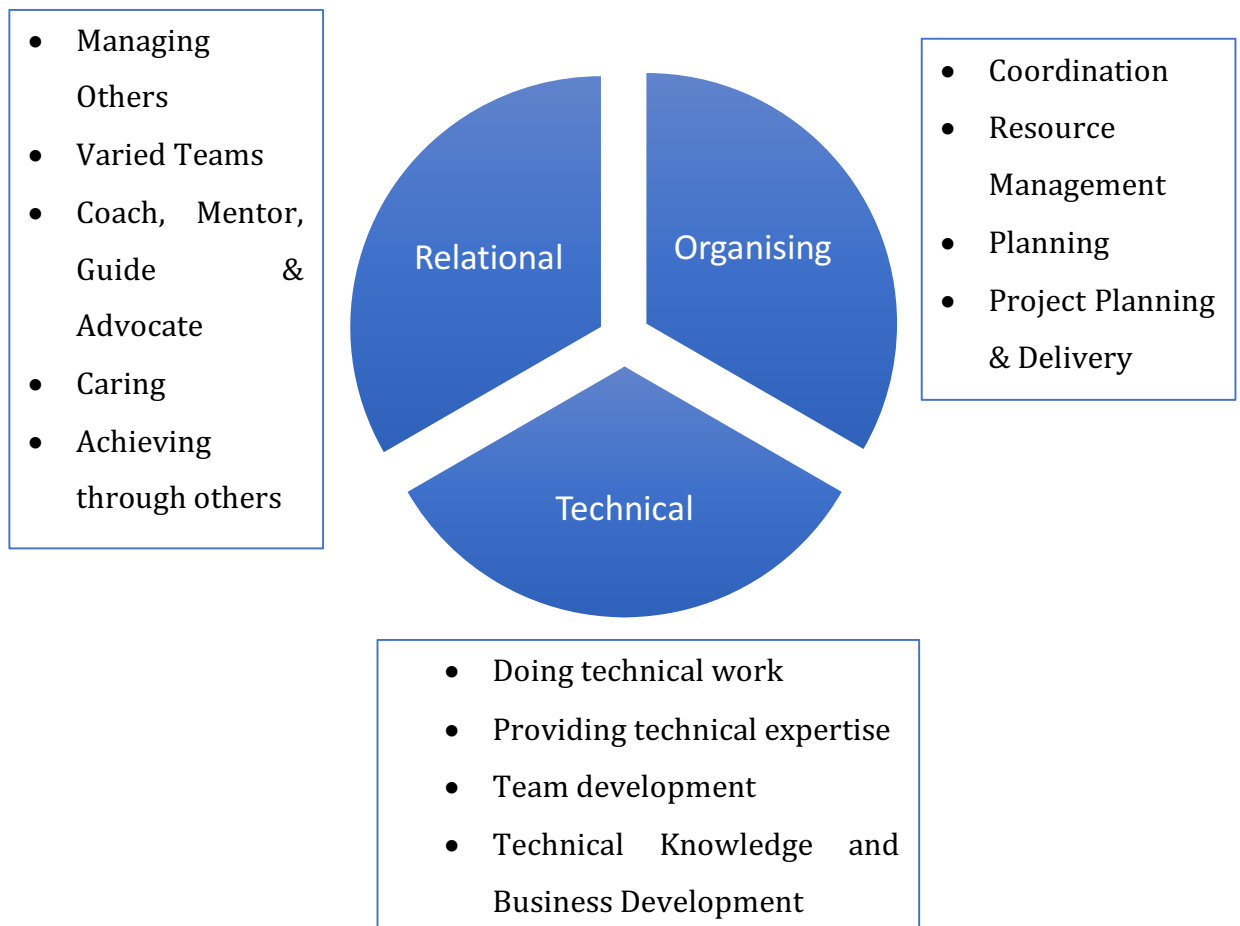 • Managing
Others
• Varied Teams
• Coach, Mentor,
Guide &
Advocate
• Caring
• Achieving
through others
Relational
Organising
Technical
• Coordination
• Resource
Management
• Planning
• Project Planning
& Delivery
• Doing technical work
• Providing technical expertise
• Team development
• Technical Knowledge and
Business Development